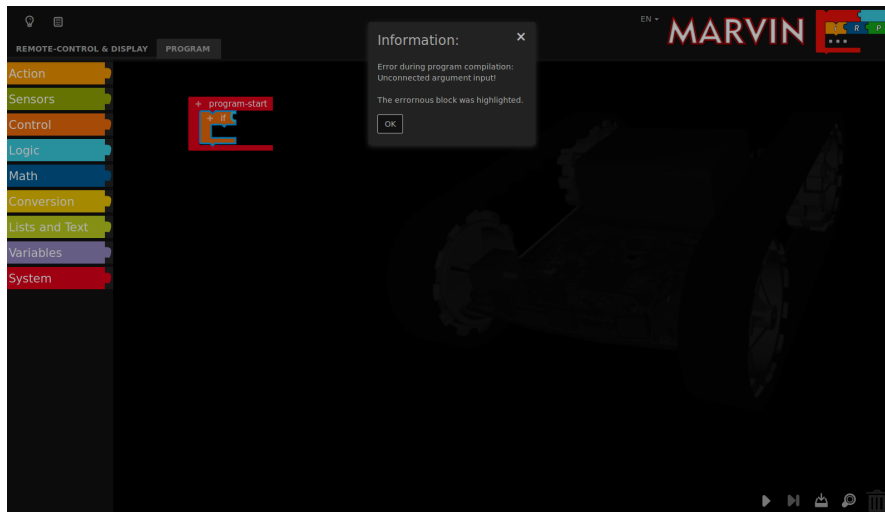 EN
MARVIN
R P
REMOTE-CONTROL & DISPLAY
PROGRAM
Information:
Error during program compilation:
Unconnected argument input!
The errornous block was highlighted.
OK
Action
Sensors
Control
Logic
Math
Conversion
Lists and Text
Variables
System
+ program-start
+ if